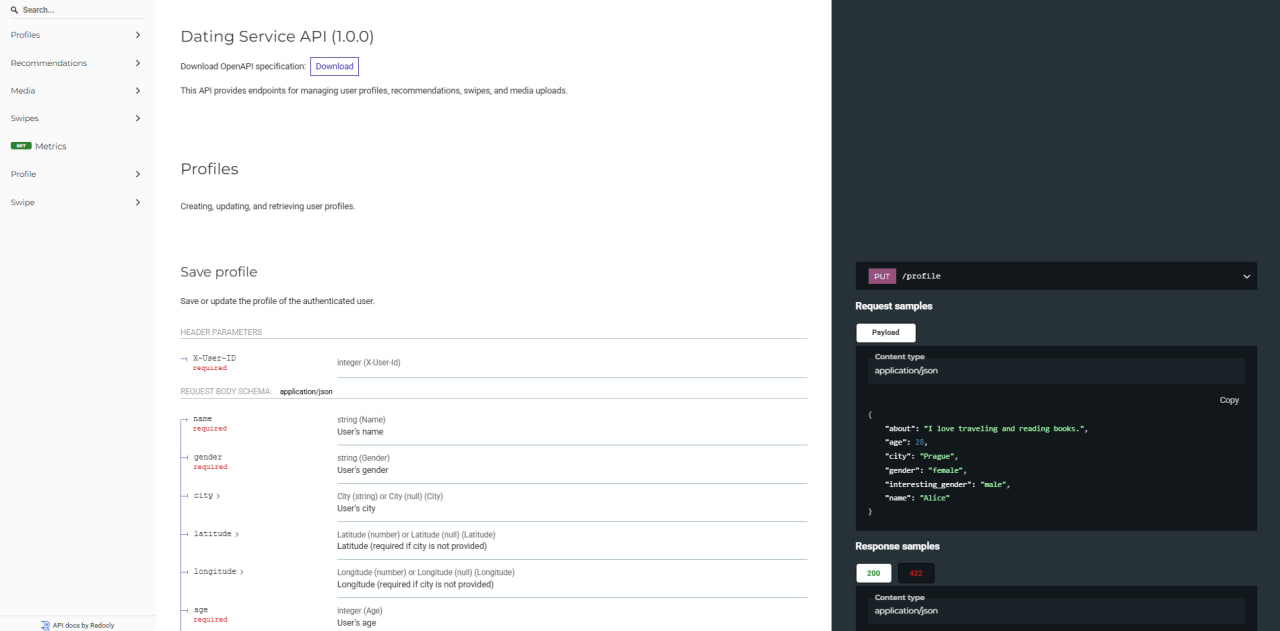 Search...
Profiles
Recommendations
Media
Swipes
GET Metrics
Profile
Swipe
API docs by Redocly
Dating Service API (1.0.0)
Download OpenAPI specification: Download
This API provides endpoints for managing user profiles, recommendations, swipes, and media uploads.
Profiles
Creating, updating, and retrieving user profiles.
Save profile
Save or update the profile of the authenticated user.
HEADER PARAMETERS
X-User-ID
required
integer (X-User-Id)
REQUEST BODY SCHEMA: application/json
name
required
string (Name)
User's name
gender
required
string (Gender)
User's gender
city
City (string) or City (null) (City)
User's city
latitude
Latitude (number) or Latitude (null) (Latitude)
Latitude (required if city is not provided)
longitude
Longitude (number) or Longitude (null) (Longitude)
Longitude (required if city is not provided)
age
required
integer (Age)
User's age
PUT /profile
Request samples
Payload
Content type
application/json
Copy
{
"about": "I love traveling and reading books.",
"age": 28,
"city": "Prague",
"gender": "female",
"interesting_gender": "male",
"name": "Alice"
}
Response samples
200 422
Content type
application/json